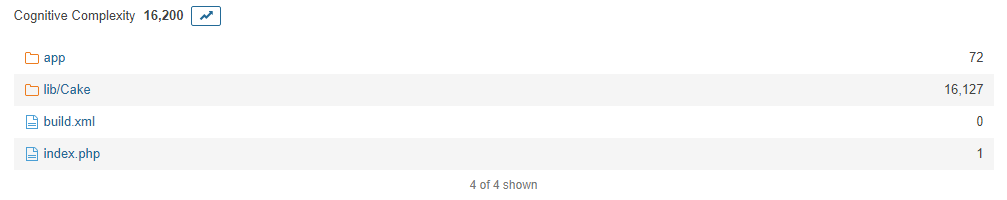 Cognitive Complexity 16,200
app 72
lib/Cake 16,127
build.xml 0
index.php 1
4 of 4 shown